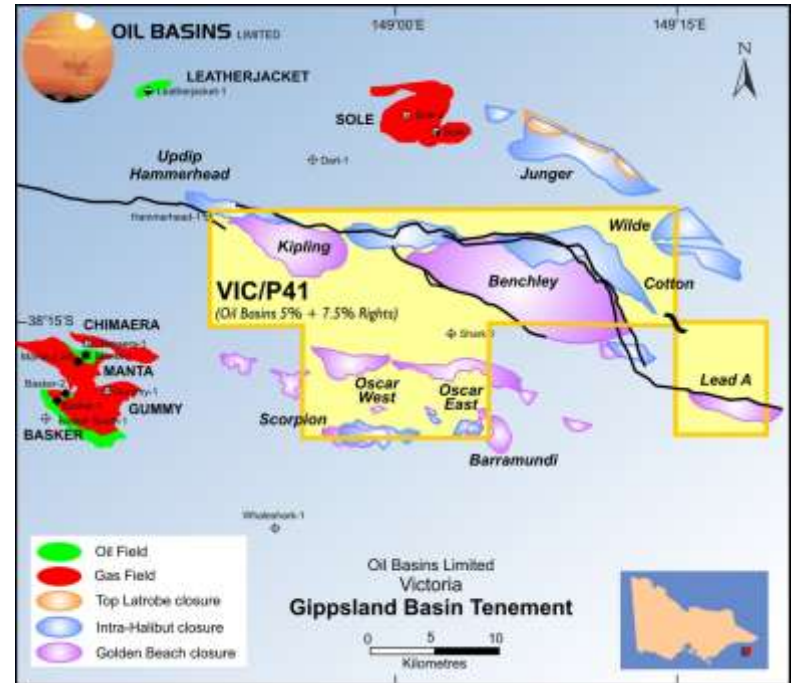 OIL BASINS LIMITED
149°00'E
149°15'E
N
LEATHERJACKET
Leatherjacket-1
SOLE
Dart-1
Updip
Hammerhead
Junger
Hammerhead-1
Wilde
Kipling
Benchley
Cotton
VIC/P41
(Oil Basins 5% + 7.5% Rights)
38°15'S
CHIMAERA
MANTA
Basker-2
GUMMY
BASKER
Oscar
West
Oscar
East
Lead A
Scorpion
Barramundi
Whaleshark-1
Oil Field
Gas Field
Top Latrobe closure
Intra-Halibut closure
Golden Beach closure
Oil Basins Limited
Victoria
Gippsland Basin Tenement
0 5 10
Kilometres